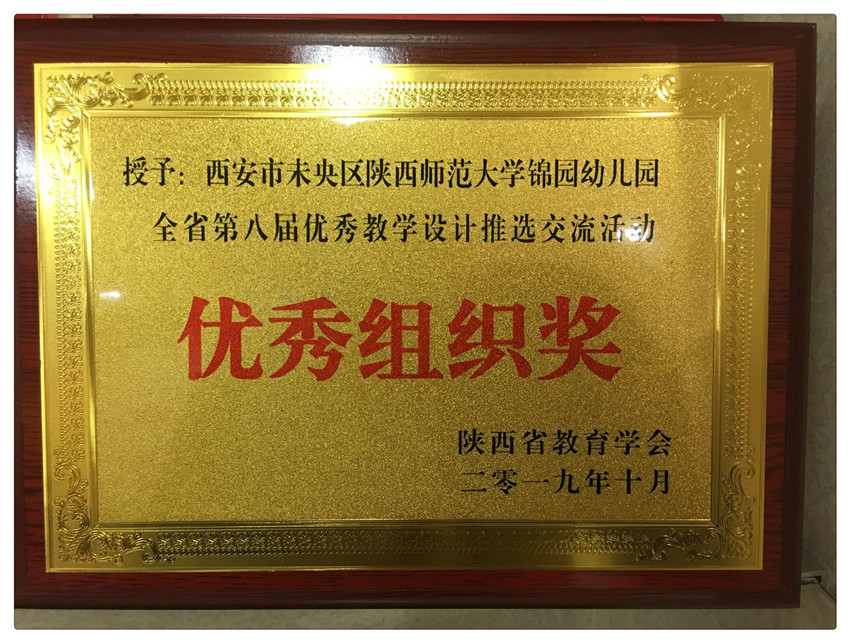 授予：西安市未央区陕西师范大学锦园幼儿园
全省第八届优秀教学设计推选交流活动
优秀组织奖
陕西省教育学会
二零一九年十月